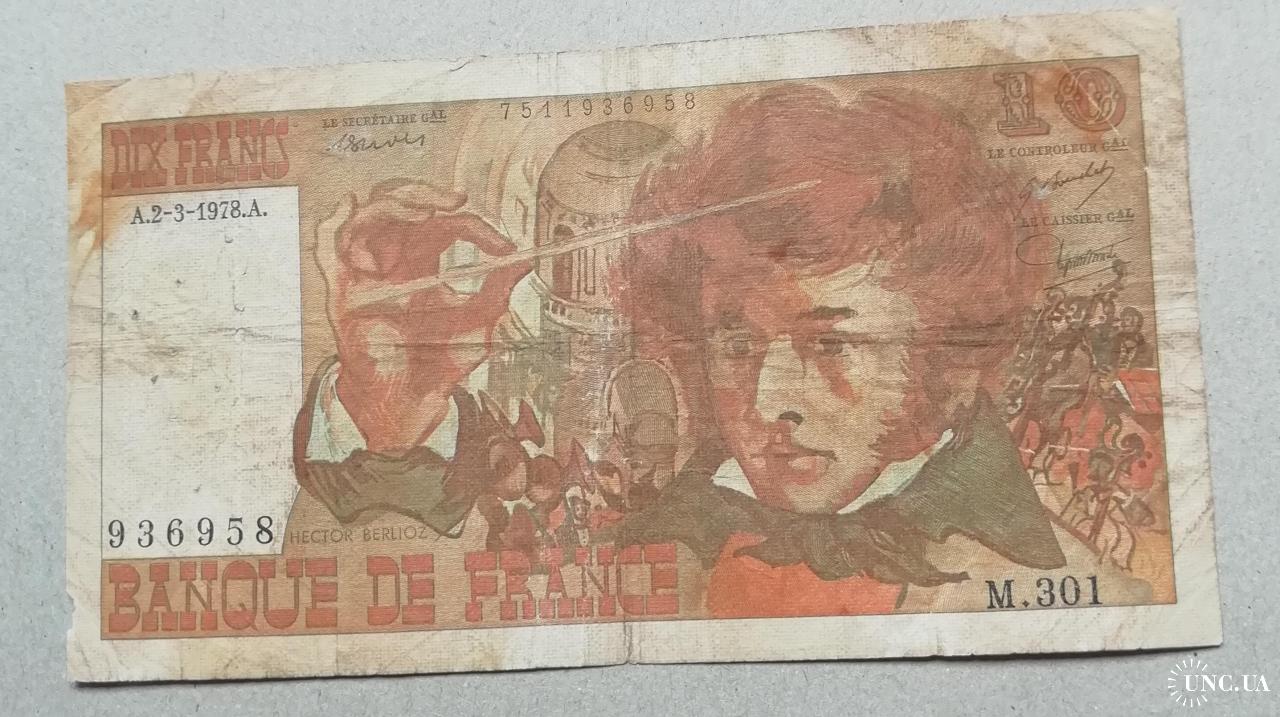 7511936958
10
DIX FRANCS
LE SECRÉTAIRE GAL
LE CONTROLEUR GAL
A.2-3-1978.A.
LE CAISSIER GAL
936958
HECTOR BERLIOZ
BANQUE DE FRANCE
M.301
UNC.UA